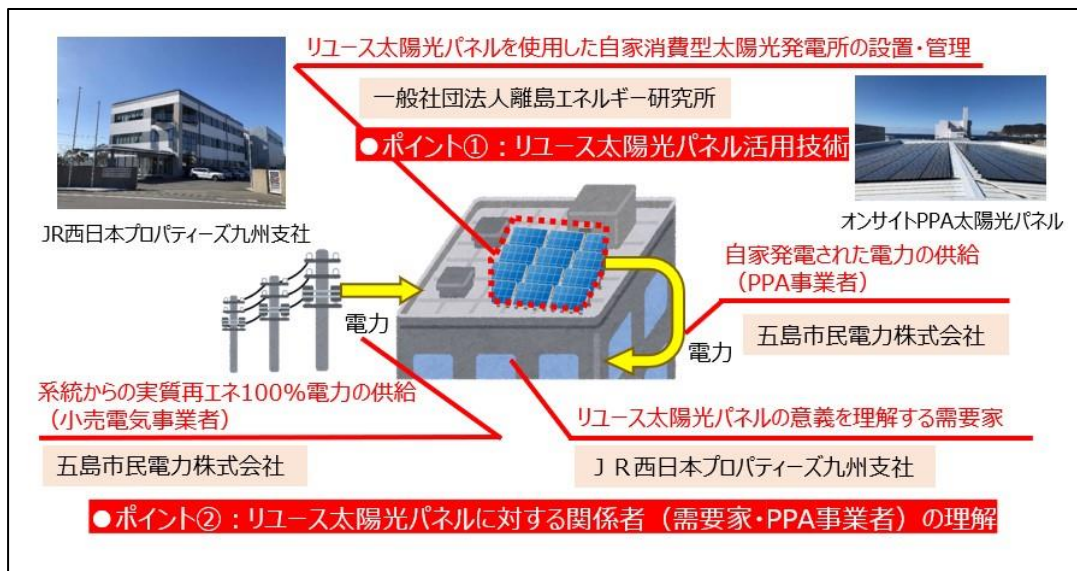 リユース太陽光パネルを使用した自家消費型太陽光発電所の設置・管理
一般社団法人離島エネルギー研究所
●ポイント①：リユース太陽光パネル活用技術
JR西日本プロパティーズ九州支社
オンサイトPPA太陽光パネル
自家発電された電力の供給
（PPA事業者）
五島市民電力株式会社
電力
電力
系統からの実質再エネ100%電力の供給
（小売電気事業者）
五島市民電力株式会社
リユース太陽光パネルの意義を理解する需要家
ＪＲ西日本プロパティーズ九州支社
●ポイント②：リユース太陽光パネルに対する関係者（需要家・PPA事業者）の理解